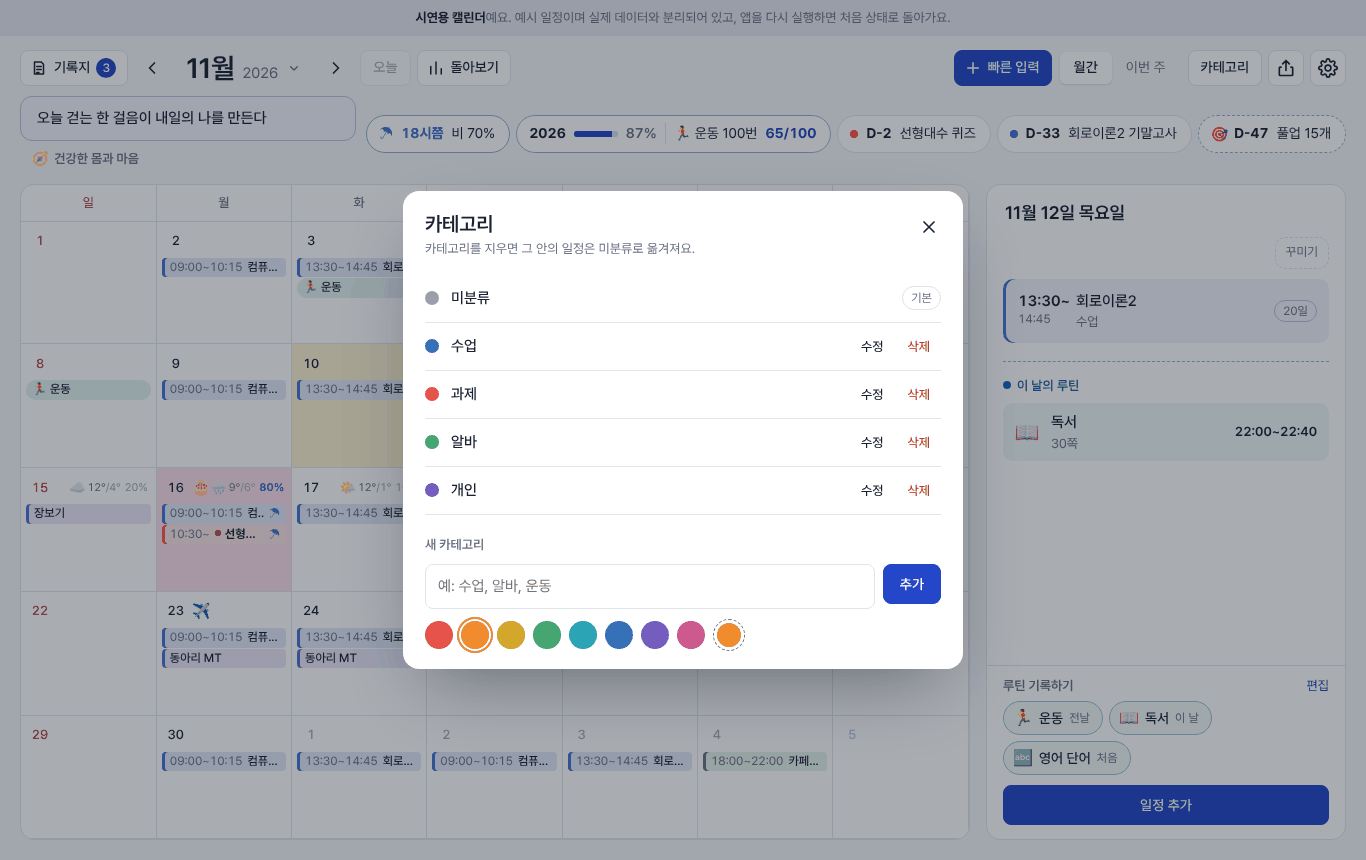 시연용 캘린더예요. 예시 일정이며 실제 데이터와 분리되어 있고, 앱을 다시 실행하면 처음 상태로 돌아가요.
기록지 3 11월 2026 오늘 돌아보기 빠른 입력 월간 이번 주 카테고리
오늘 걷는 한 걸음이 내일의 나를 만든다
18시쯤 비 70% 2026 87% 운동 100번 65/100 D-2 선형대수 퀴즈 D-33 회로이론2 기말고사 D-47 풀업 15개
건강한 몸과 마음
일 월 화
1 2 3
09:00~10:15 컴퓨... 13:30~14:45 회로
운동
8 9 10
운동 09:00~10:15 컴퓨... 13:30~14:45 회로
15 12°/4° 20% 16 9°/6° 80% 17 12°/1°
장보기 09:00~10:15 컴.. 13:30~14:45 회로
10:30~ 선형...
22 23 24
09:00~10:15 컴퓨... 13:30~14:45 회로
동아리 MT 동아리 MT
29 30 1 2 3 4 5
09:00~10:15 컴퓨... 13:30~14:45 회로... 09:00~10:15 컴퓨... 13:30~14:45 회로... 18:00~22:00 카페...
카테고리
카테고리를 지우면 그 안의 일정은 미분류로 옮겨져요.
미분류 기본
수업 수정 삭제
과제 수정 삭제
알바 수정 삭제
개인 수정 삭제
새 카테고리
예: 수업, 알바, 운동 추가
11월 12일 목요일
꾸미기
13:30~ 회로이론2 20일
14:45 수업
이 날의 루틴
독서 22:00~22:40
30쪽
루틴 기록하기 편집
운동 전날 독서 이 날
abc 영어 단어 처음
일정 추가